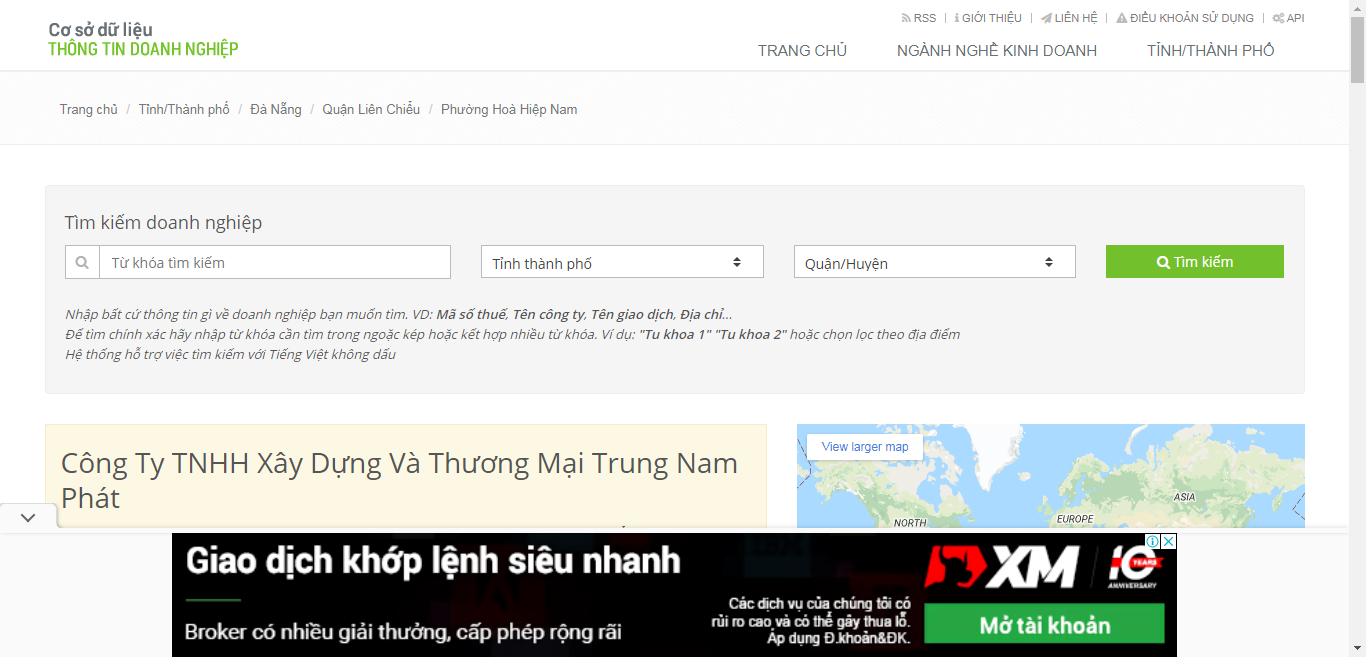 RSS | GIỚI THIỆU | LIÊN HỆ | ĐIỀU KHOẢN SỬ DỤNG | API
Cơ sở dữ liệu
THÔNG TIN DOANH NGHIỆP
TRANG CHỦ NGÀNH NGHỀ KINH DOANH TỈNH/THÀNH PHỐ
Trang chủ / Tỉnh/Thành phố / Đà Nẵng / Quận Liên Chiểu / Phường Hoà Hiệp Nam
Tìm kiếm doanh nghiệp
Từ khóa tìm kiếm Tỉnh thành phố Quận/Huyện Tìm kiếm
Nhập bất cứ thông tin gì về doanh nghiệp bạn muốn tìm. VD: Mã số thuế, Tên công ty, Tên giao dịch, Địa chỉ...
Để tìm chính xác hãy nhập từ khóa cần tìm trong ngoặc kép hoặc kết hợp nhiều từ khóa. Ví dụ: "Tu khoa 1" "Tu khoa 2" hoặc chọn lọc theo địa điểm
Hệ thống hỗ trợ việc tìm kiếm với Tiếng Việt không dấu
Công Ty TNHH Xây Dựng Và Thương Mại Trung Nam
Phát
View larger map
NORTH
EUROPE
ASIA
Giao dịch khớp lệnh siêu nhanh
Broker có nhiều giải thưởng, cấp phép rộng rãi
Các dịch vụ của chúng tôi có
rủi ro cao và có thể gây thua lỗ.
Áp dụng Đ.khoản&ĐK.
XM 10 YEARS
ANNIVERSARY
Mở tài khoản